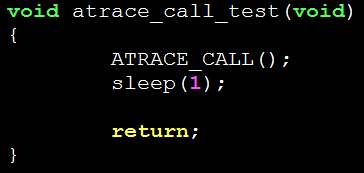 void atrace_call_test(void)
{
        ATRACE_CALL();
        sleep(1);

        return;
}